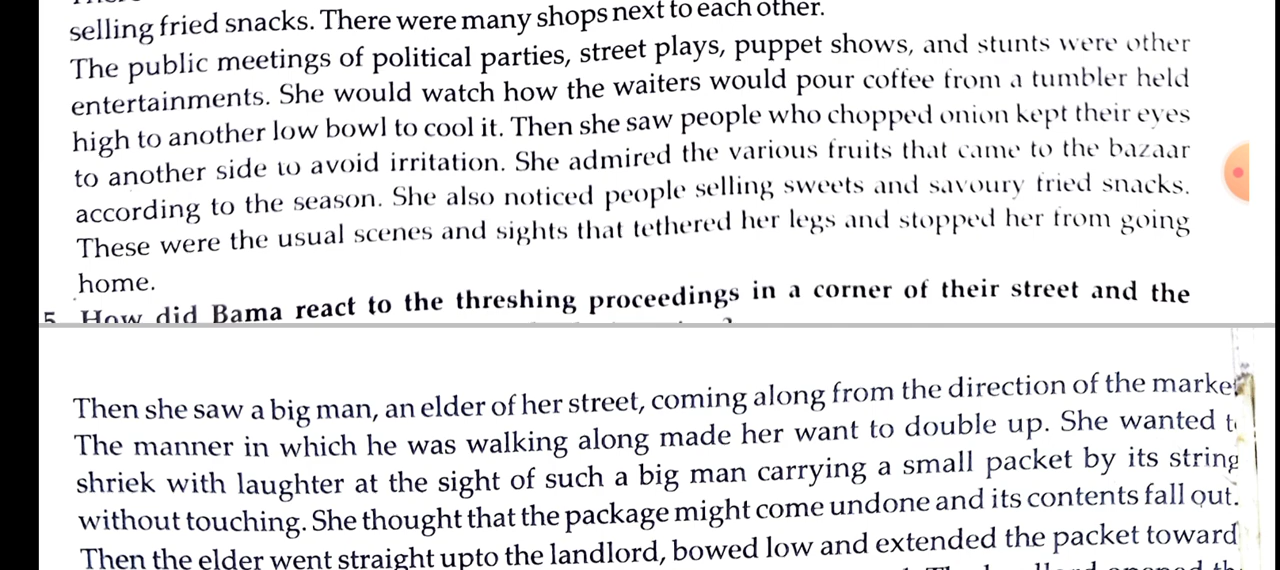 selling fried snacks. There were many shops next to each other.
The public meetings of political parties, street plays, puppet shows, and stunts were other
entertainments. She would watch how the waiters would pour coffee from a tumbler held
high to another low bowl to cool it. Then she saw people who chopped onion kept their eyes
to another side to avoid irritation. She admired the various fruits that came to the bazaar
according to the season. She also noticed people selling sweets and savoury fried snacks.
These were the usual scenes and sights that tethered her legs and stopped her from going
home.
5. How did Bama react to the threshing proceedings in a corner of their street and the
Then she saw a big man, an elder of her street, coming along from the direction of the
The manner in which he was walking along made her want to double up. She wanted
shriek with laughter at the sight of such a big man carrying a small packet by its string
without touching. She thought that the package might come undone and its contents fall out.
Then the elder went straight upto the landlord, bowed low and extended the packet toward